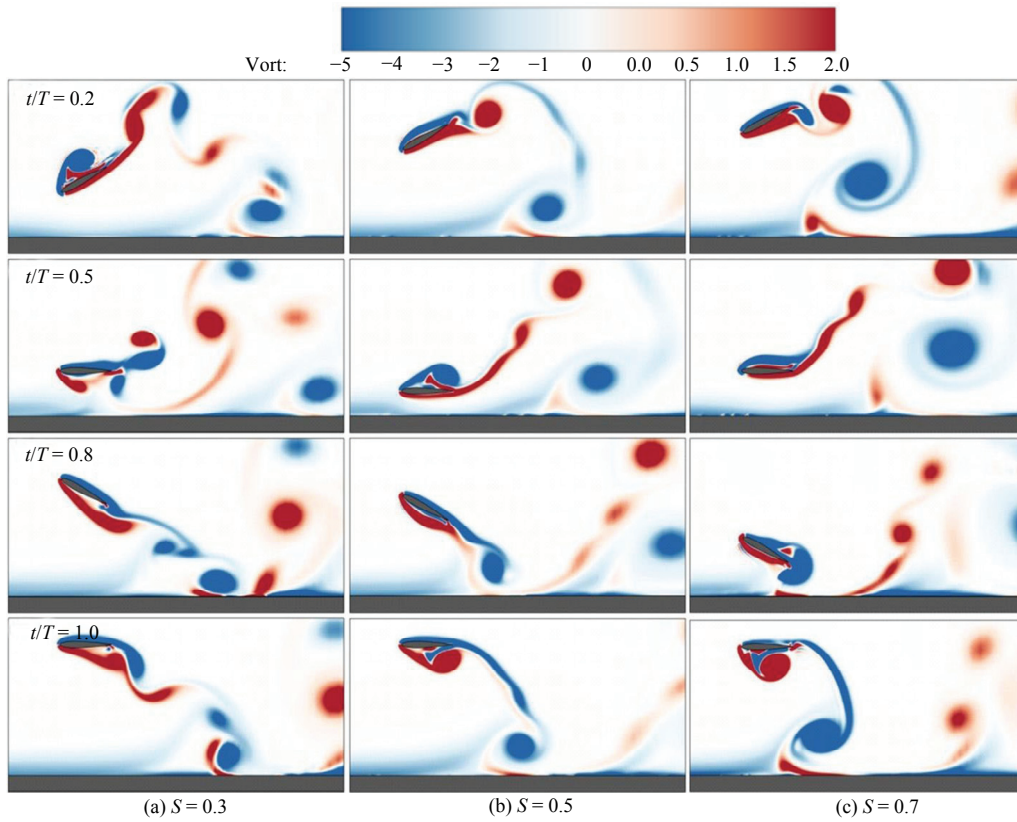 Vort: −5 −4 −3 −2 −1 0 0.0 0.5 1.0 1.5 2.0
t/T = 0.2
t/T = 0.5
t/T = 0.8
t/T = 1.0
(a) S = 0.3 (b) S = 0.5 (c) S = 0.7